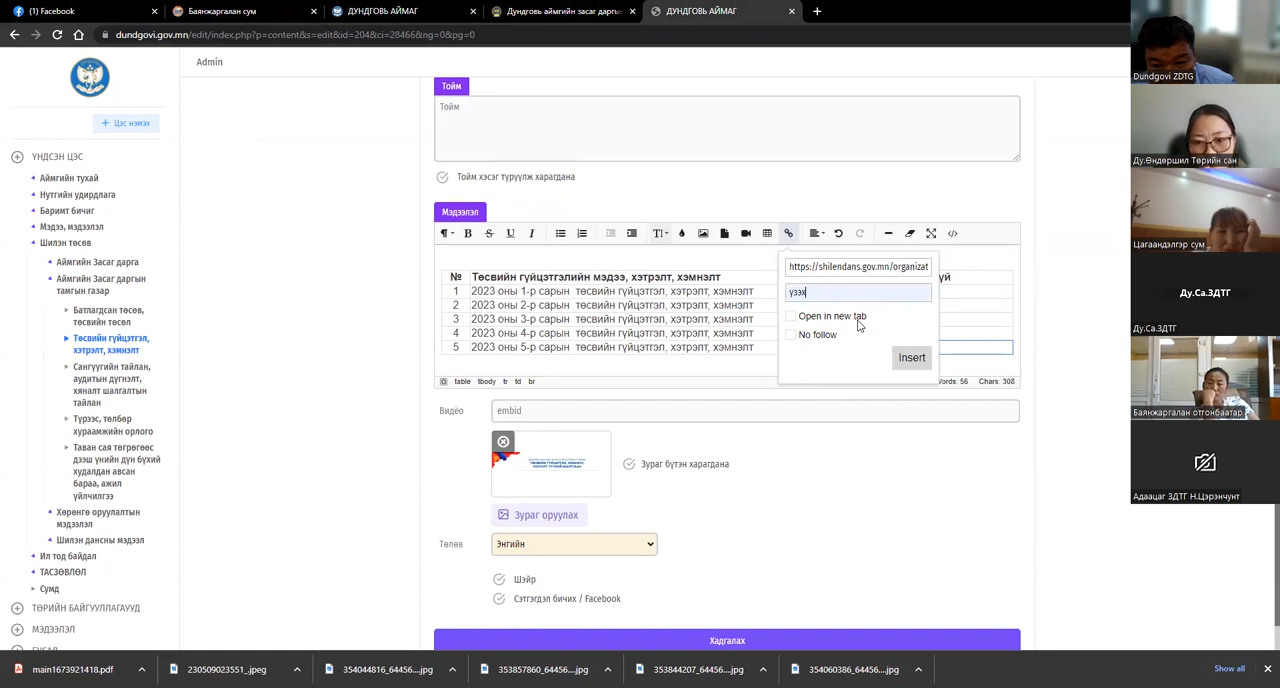 (1) Facebook
Баянжаргалан сум
ДУНДГОВЬ АЙМАГ
Дундговь аймгийн засаг даргын
ДУНДГОВЬ АЙМАГ
dundgovi.gov.mn/edit/index.php?p=content&s=edit&id=204&ci=28466&ng=0&pg=0
Admin
+ Цэс нэмэх
ҮНДСЭН ЦЭС
Аймгийн тухай
Нутгийн удирдлага
Баримт бичиг
Мэдээ, мэдээлэл
Шилэн төсөв
Аймгийн Засаг дарга
Аймгийн Засаг даргын
тамгын газар
Батлагдсан төсөв,
төсвийн төсөл
Төсвийн гүйцэтгэл,
хэтрэлт, хэмнэлт
Сангүүгийн тайлан,
аудитын дүгнэлт,
хяналт шалгалтын
тайлан
Түрээс, төлбөр
хураамжийн орлого
Таван сая төгрөгөөс
дээш үнийн дүн бүхий
худалдан авсан
бараа, ажил
үйлчилгээ
Хөрөнгө оруулалтын
мэдээлэл
Шилэн дансны мэдээл
Ил тод байдал
ТАСЗӨВЛӨЛ
Сумд
ТӨРИЙН БАЙГУУЛЛАГАУУД
МЭДЭЭЛЭЛ
Тойм
Тойм
Тойм хэсэг түрүүлж харагдана
Мэдээлэл
№ Төсвийн гүйцэтгэлийн мэдээ, хэтрэлт, хэмнэлт
1 2023 оны 1-р сарын төсвийн гүйцэтгэл, хэтрэлт, хэмнэлт
2 2023 оны 2-р сарын төсвийн гүйцэтгэл, хэтрэлт, хэмнэлт
3 2023 оны 3-р сарын төсвийн гүйцэтгэл, хэтрэлт, хэмнэлт
4 2023 оны 4-р сарын төсвийн гүйцэтгэл, хэтрэлт, хэмнэлт
5 2023 оны 5-р сарын төсвийн гүйцэтгэл, хэтрэлт, хэмнэлт
https://shilendans.gov.mn/organizat
үзэх
Open in new tab
No follow
Insert
table tbody tr td br
Words: 56 Chars: 308
Видёо
embid
Зураг бүтэн харагдана
Зураг оруулах
Төлөв
Энгийн
Шэйр
Сэтгэгдэл бичих / Facebook
Хадгалах
Dundgovi ZDTG
Ду.Өндөршил Төрийн сан
Цагаандэлгэр сум
Ду.Са.ЗДТГ
Ду.Са.ЗДТГ
Баянжаргалан отгонбаатар
Адаацаг ЗДТГ Н.Цэрэнчунт
main1673921418.pdf
230509023551_.jpeg
354044816_64456....jpg
353857860_64456....jpg
353844207_64456....jpg
354060386_64456....jpg
Show all